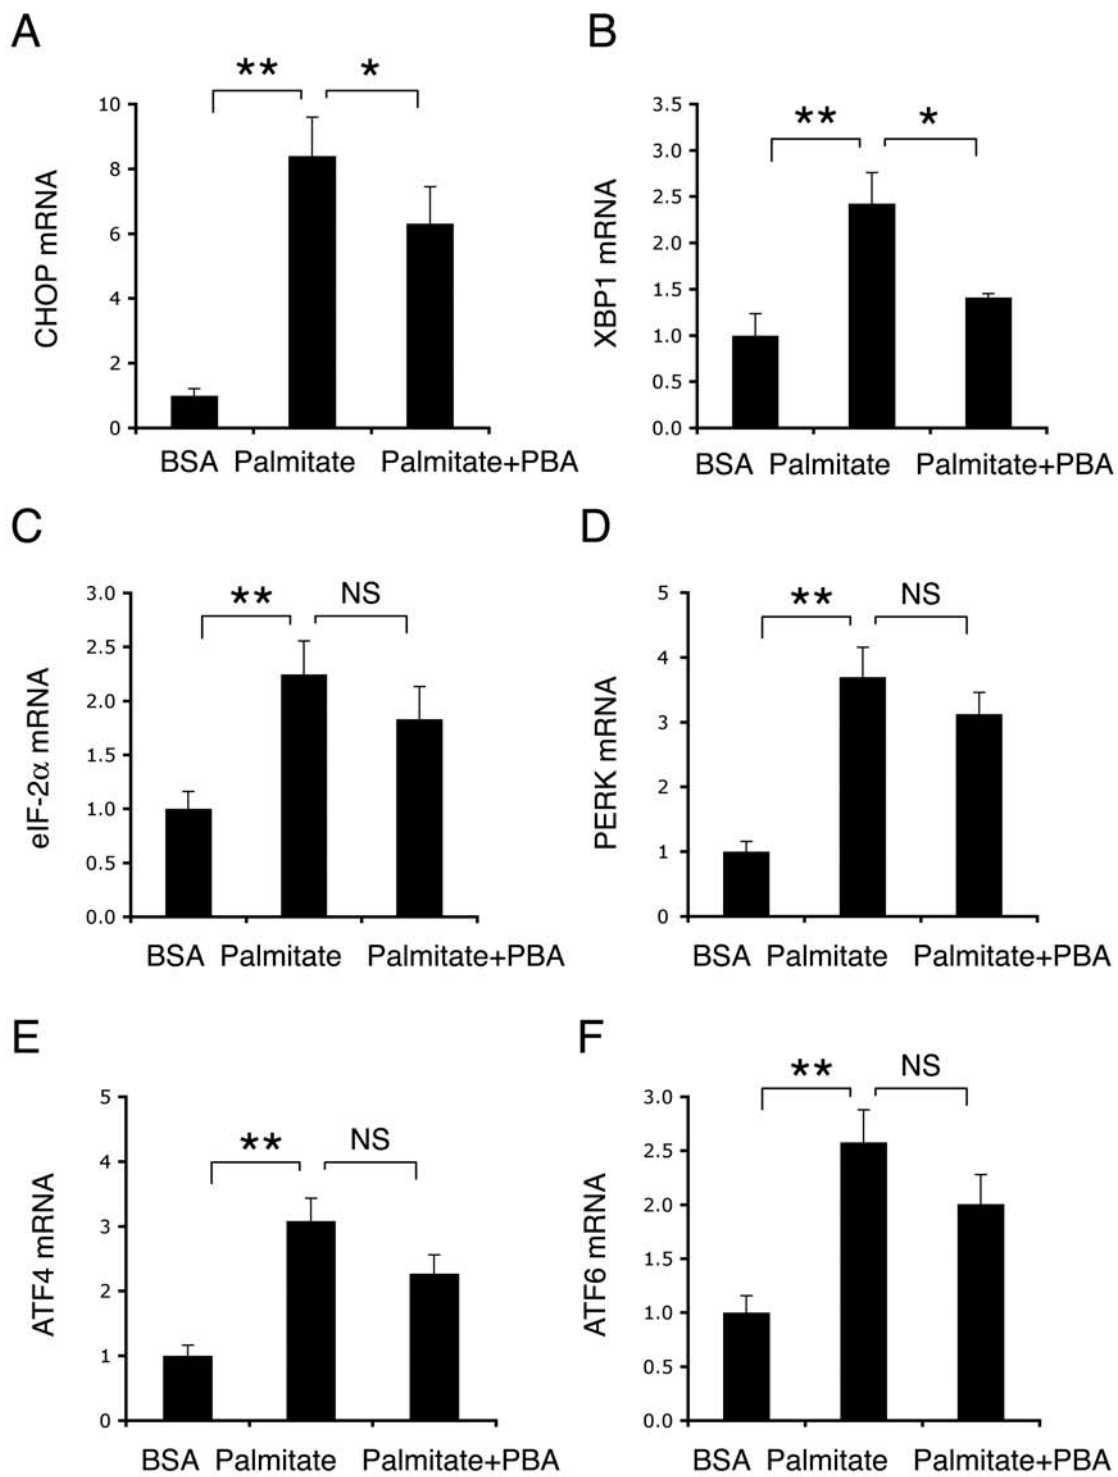 A
B
** *
** *
CHOP mRNA
10
8
6
4
2
0
BSA Palmitate Palmitate+PBA
XBP1 mRNA
3.5
3.0
2.5
2.0
1.5
1.0
0.5
0.0
BSA Palmitate Palmitate+PBA
C
D
** NS
** NS
eIF-2α mRNA
3.0
2.5
2.0
1.5
1.0
0.5
0.0
BSA Palmitate Palmitate+PBA
PERK mRNA
5
4
3
2
1
0
BSA Palmitate Palmitate+PBA
E
F
** NS
** NS
ATF4 mRNA
5
4
3
2
1
0
BSA Palmitate Palmitate+PBA
ATF6 mRNA
3.0
2.5
2.0
1.5
1.0
0.5
0.0
BSA Palmitate Palmitate+PBA